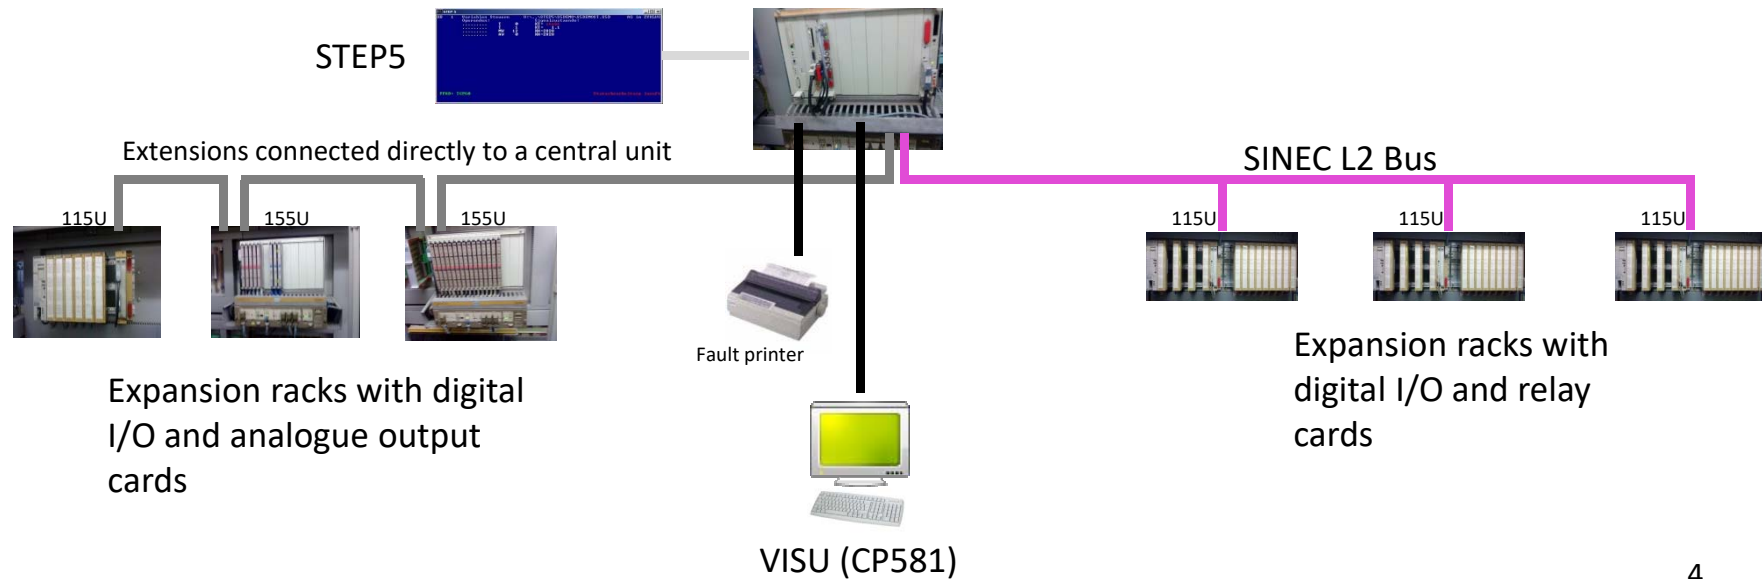 STEP5
Extensions connected directly to a central unit
SINEC L2 Bus
115U
155U
155U
115U
115U
115U
Fault printer
Expansion racks with digital
I/O and analogue output
cards
Expansion racks with
digital I/O and relay
cards
VISU (CP581)
4